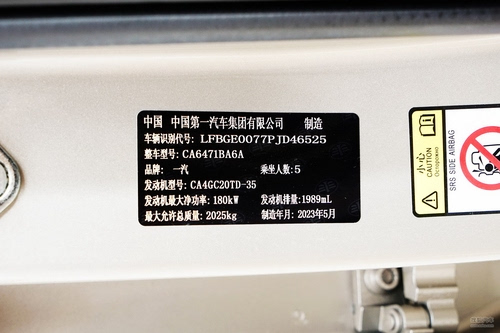 中国 中国第一汽车集团有限公司 制造
车辆识别代号: LFBGE0077PJD46525
整车型号: CA6471BA6A
品牌: 一汽 乘坐人数: 5
发动机型号: CA4GC20TD-35
发动机最大净功率: 180kW 发动机排量: 1989mL
最大允许总质量: 2025kg 制造年月: 2023年5月
小心
CAUTION
Осторожно
SRS SIDE AIRBAG